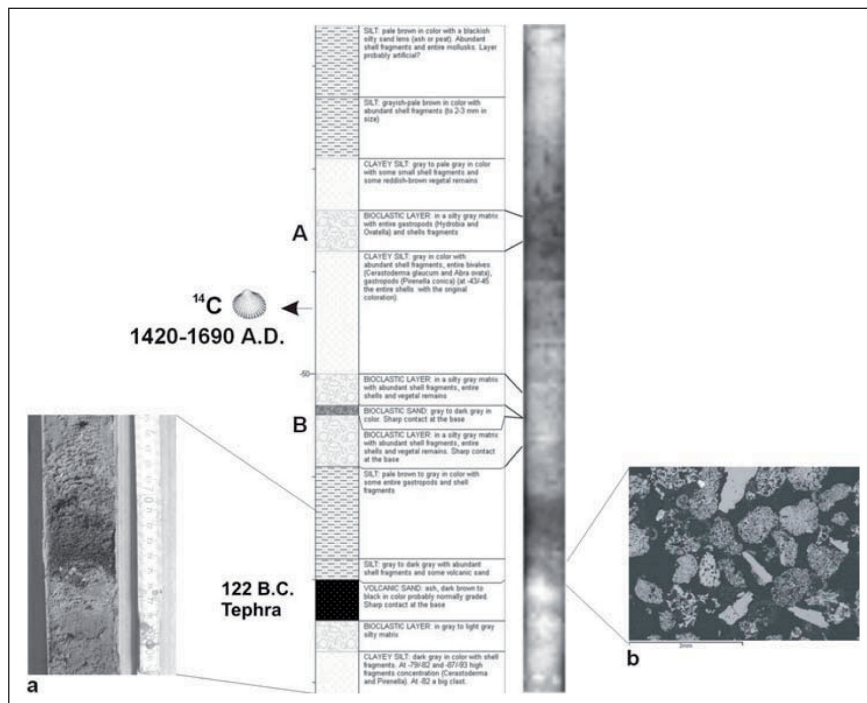 SILT: pale brown in color with a blackish
silty sand lens (ash or peat). Abundant
shell fragments and entire mollusks. Layer
probably artificial?
SILT: grayish-pale brown in color with
abundant shell fragments (to 2-3 mm in
size)
CLAYEY SILT: gray to pale gray in color
with some small shell fragments and
some reddish-brown vegetal remains
A
BIOCLASTIC LAYER: in a silty gray matrix
with entire gastropods (Hydrobia and
Ovatella) and shells fragments
CLAYEY SILT: gray in color with
abundant shell fragments, entire bivalves
(Cerastoderma glaucum and Abra ovata),
gastropods (Pirenella conica) (at -43/-45
the entire shells with the original
coloration).
14C
1420-1690 A.D.
-50
BIOCLASTIC LAYER: in a silty gray matrix
with abundant shell fragments, entire
shells and vegetal remains
B
BIOCLASTIC SAND: gray to dark gray in
color. Sharp contact at the base
BIOCLASTIC LAYER: in a silty gray matrix
with abundant shell fragments, entire
shells and vegetal remains. Sharp contact
at the base
SILT: pale brown to gray in color with
some entire gastropods and shell
fragments
SILT: gray to dark gray with abundant
shell fragments and some volcanic sand
122 B.C.
Tephra
VOLCANIC SAND: ash, dark brown to
black in color probably normally graded.
Sharp contact at the base
BIOCLASTIC LAYER: in gray to light gray
silty matrix
CLAYEY SILT: dark gray in color with shell
fragments. At -79/-82 and -87/-93 high
fragments concentration (Cerastoderma
and Pirenella). At -82 a big clast.
a
2mm
b